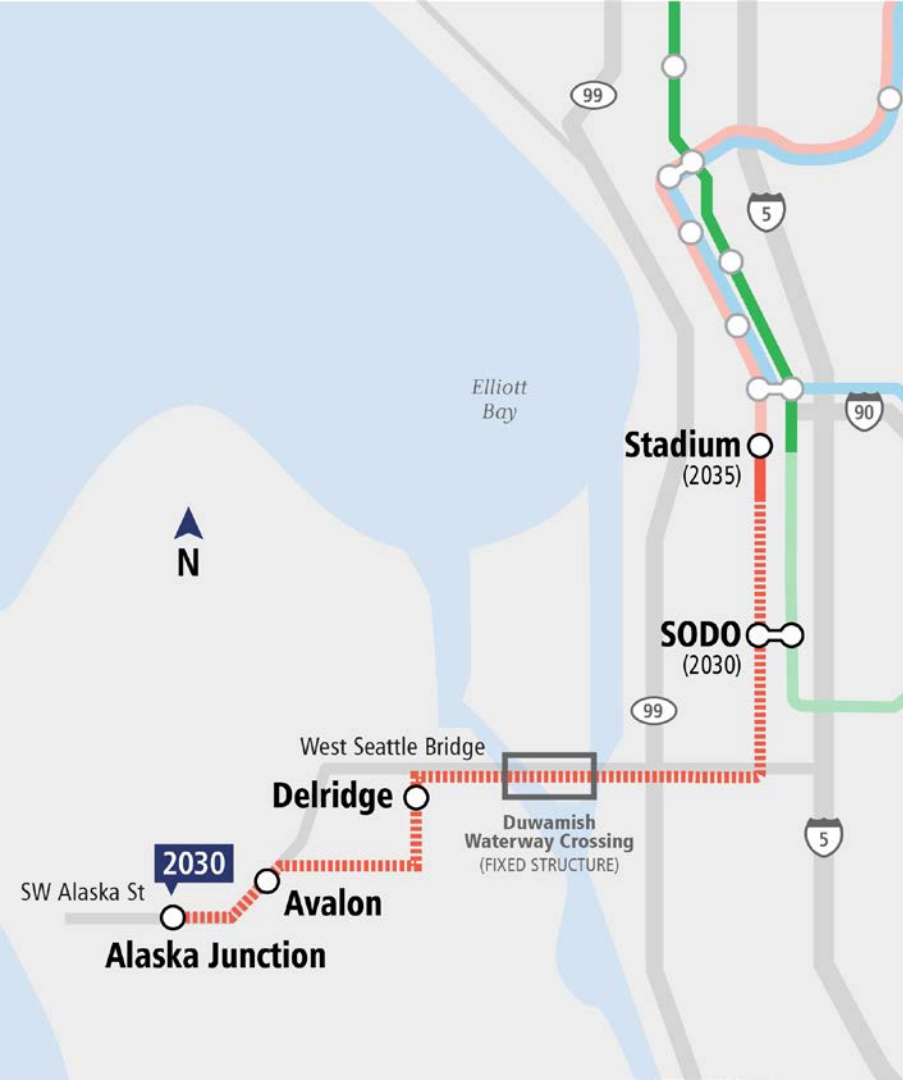 99
5
Elliott
Bay
90
Stadium
(2035)
N
SODO
(2030)
99
West Seattle Bridge
Delridge
Duwamish
Waterway Crossing
(FIXED STRUCTURE)
5
2030
SW Alaska St
Avalon
Alaska Junction